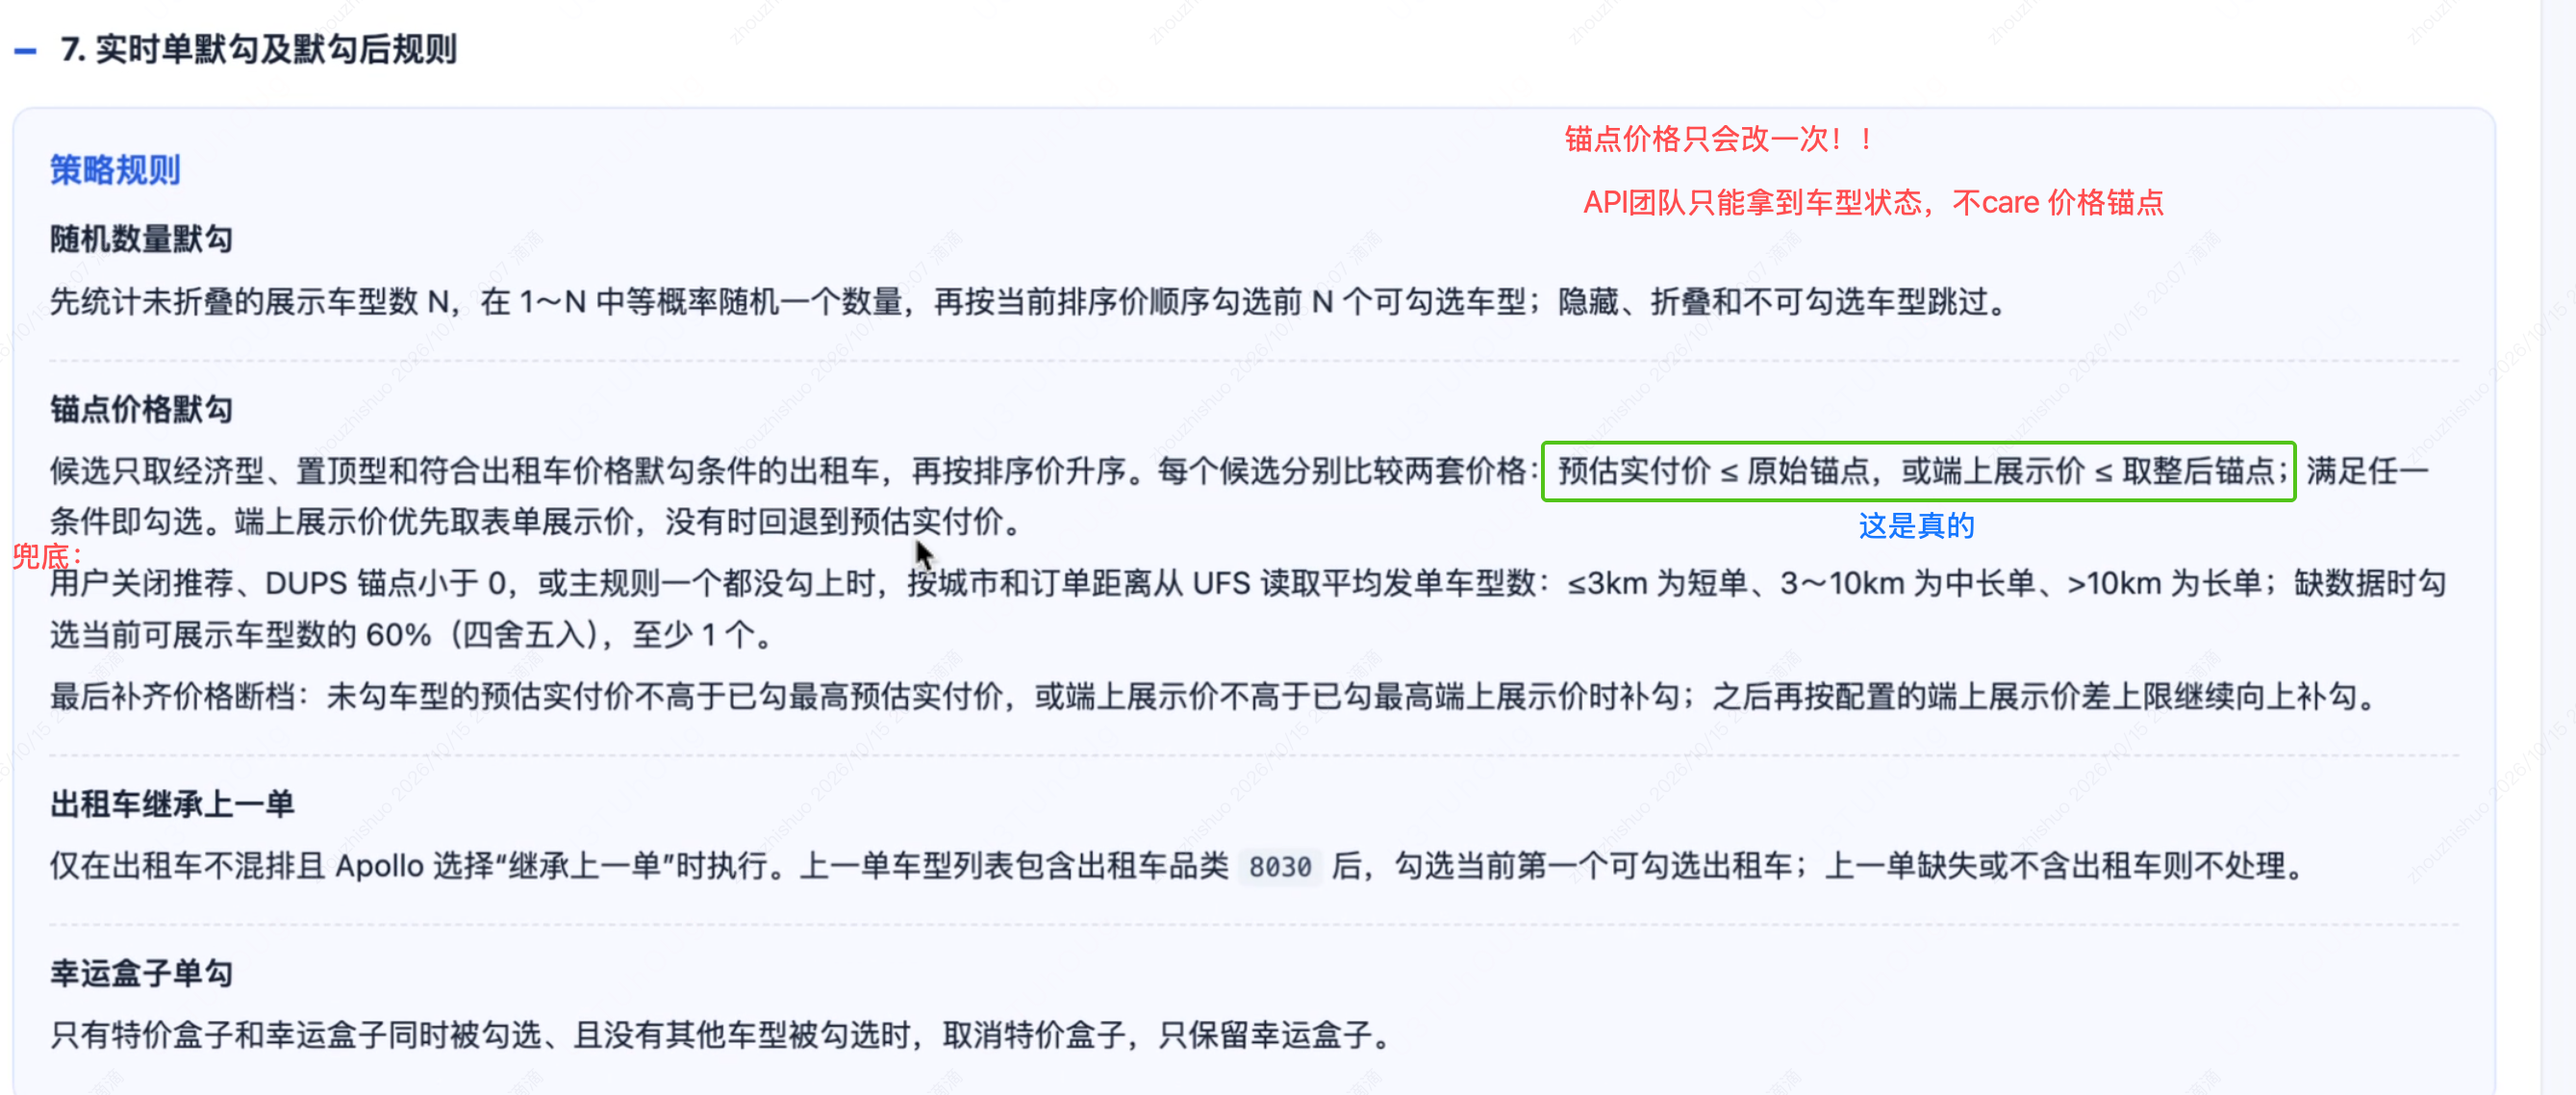 7. 实时单默勾及默勾后规则
锚点价格只会改一次！！
策略规则
API团队只能拿到车型状态，不care 价格锚点
随机数量默勾
先统计未折叠的展示车型数 N，在 1～N 中等概率随机一个数量，再按当前排序价顺序勾选前 N 个可勾选车型；隐藏、折叠和不可勾选车型跳过。
锚点价格默勾
候选只取经济型、置顶型和符合出租车价格默勾条件的出租车，再按排序价升序。每个候选分别比较两套价格：预估实付价 ≤ 原始锚点，或端上展示价 ≤ 取整后锚点；满足任一
条件即勾选。端上展示价优先取表单展示价，没有时回退到预估实付价。
这是真的
兜底：
用户关闭推荐、DUPS 锚点小于 0，或主规则一个都没勾上时，按城市和订单距离从 UFS 读取平均发单车型数：≤3km 为短单、3～10km 为中长单、>10km 为长单；缺数据时勾
选当前可展示车型数的 60%（四舍五入），至少 1 个。
最后补齐价格断档：未勾车型的预估实付价不高于已勾最高预估实付价，或端上展示价不高于已勾最高端上展示价时补勾；之后再按配置的端上展示价差上限继续向上补勾。
出租车继承上一单
仅在出租车不混排且 Apollo 选择“继承上一单”时执行。上一单车型列表包含出租车品类 8030 后，勾选当前第一个可勾选出租车；上一单缺失或不含出租车则不处理。
幸运盒子单勾
只有特价盒子和幸运盒子同时被勾选、且没有其他车型被勾选时，取消特价盒子，只保留幸运盒子。